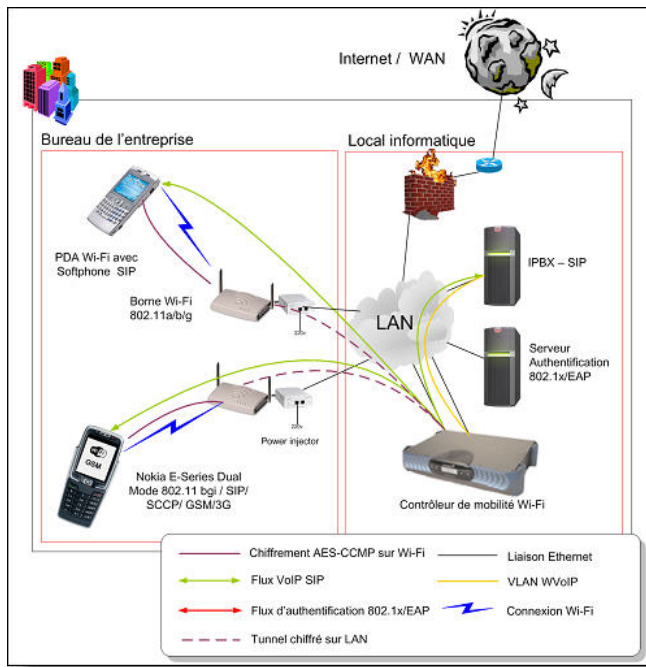 Internet / WAN
Bureau de l'entreprise
Local informatique
PDA Wi-Fi avec
Softphone SIP
IPBX – SIP
Borne Wi-Fi
802.11a/b/g
220v
LAN
Serveur
Authentification
802.1x/EAP
220v
Power injector
GSM
Nokia E-Series Dual
Mode 802.11 bgi / SIP/
SCCP/ GSM/3G
Contrôleur de mobilité Wi-Fi
Chiffrement AES-CCMP sur Wi-Fi
Liaison Ethernet
Flux VoIP SIP
VLAN WVoIP
Flux d'authentification 802.1x/EAP
Connexion Wi-Fi
Tunnel chiffré sur LAN